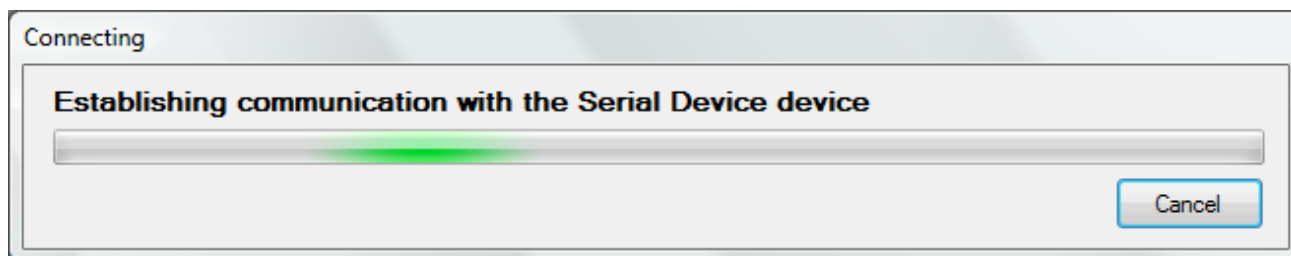 Connecting
Establishing communication with the Serial Device device
Cancel